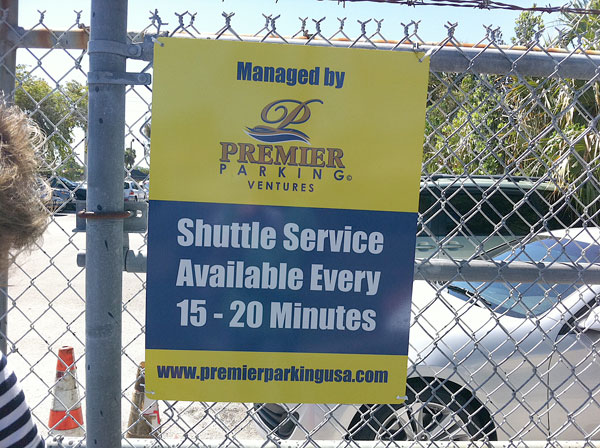 Managed by
P
PREMIER
PARKING©
VENTURES
Shuttle Service
Available Every
15 - 20 Minutes
www.premierparkingusa.com